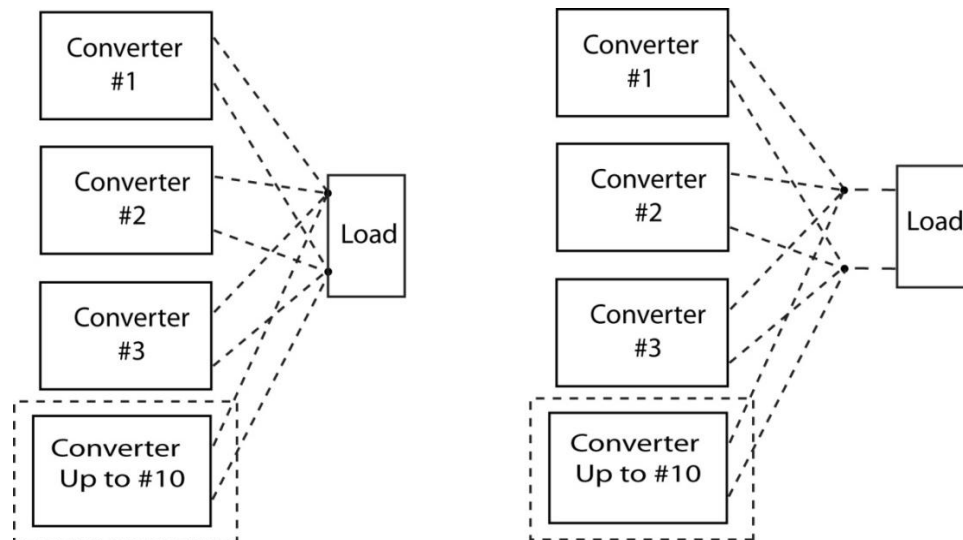 Converter
#1
Converter
#2
Converter
#3
Converter
Up to #10
Load
Converter
#1
Converter
#2
Converter
#3
Converter
Up to #10
Load